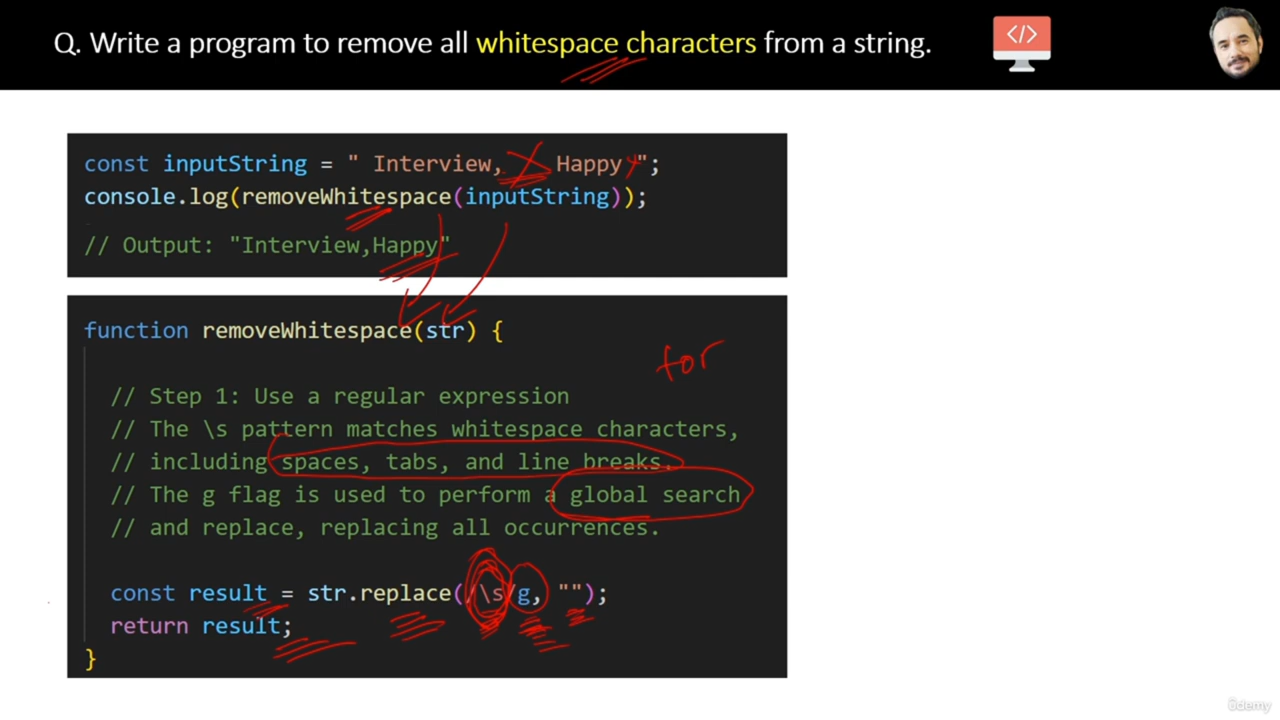 Q. Write a program to remove all whitespace characters from a string.
</>
const inputString = " Interview,    Happy ";
console.log(removeWhitespace(inputString));
// Output: "Interview,Happy"
function removeWhitespace(str) {
// Step 1: Use a regular expression
for
// The \s pattern matches whitespace characters,
// including spaces, tabs, and line breaks.
// The g flag is used to perform a global search
// and replace, replacing all occurrences.
const result = str.replace(/\s/g, "");
return result;
}
ûdemy